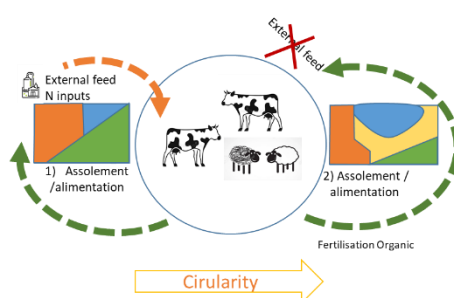 External feed
N inputs
1) Assolement
/alimentation
External feed
2) Assolement /
alimentation
Fertilisation Organic
Cirularity